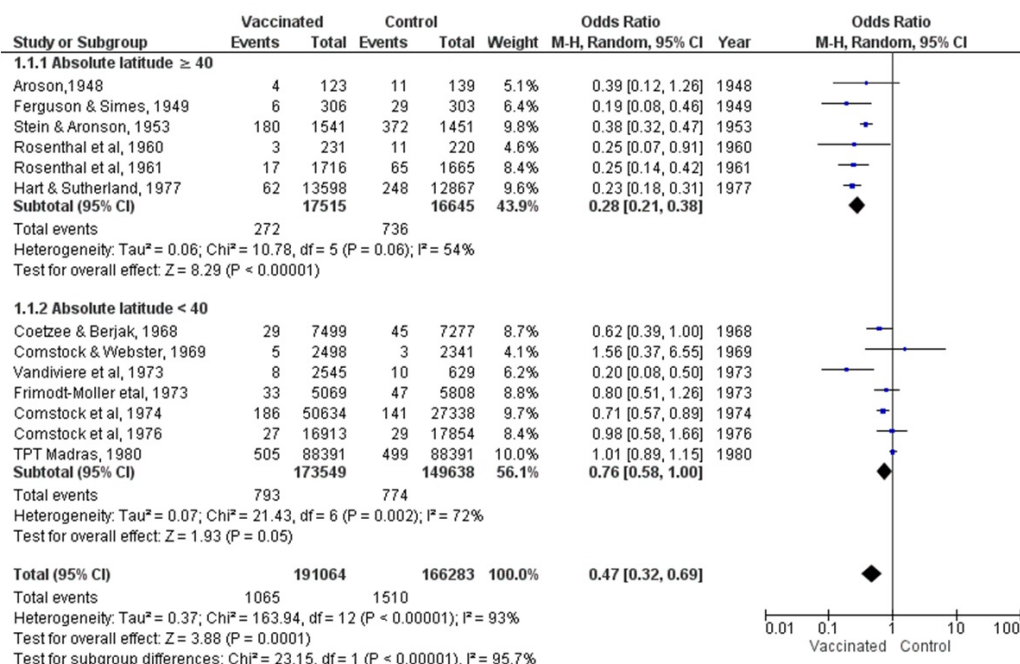 Vaccinated Control Odds Ratio Odds Ratio
Study or Subgroup Events Total Events Total Weight M-H, Random, 95% CI Year M-H, Random, 95% CI
1.1.1 Absolute latitude ≥ 40
Aroson,1948 4 123 11 139 5.1% 0.39 [0.12, 1.26] 1948
Ferguson & Simes, 1949 6 306 29 303 6.4% 0.19 [0.08, 0.46] 1949
Stein & Aronson, 1953 180 1541 372 1451 9.8% 0.38 [0.32, 0.47] 1953
Rosenthal et al, 1960 3 231 11 220 4.6% 0.25 [0.07, 0.91] 1960
Rosenthal et al, 1961 17 1716 65 1665 8.4% 0.25 [0.14, 0.42] 1961
Hart & Sutherland, 1977 62 13598 248 12867 9.6% 0.23 [0.18, 0.31] 1977
Subtotal (95% CI) 17515 16645 43.9% 0.28 [0.21, 0.38]
Total events 272 736
Heterogeneity: Tau² = 0.06; Chi² = 10.78, df = 5 (P = 0.06); I² = 54%
Test for overall effect: Z = 8.29 (P < 0.00001)
1.1.2 Absolute latitude < 40
Coetzee & Berjak, 1968 29 7499 45 7277 8.7% 0.62 [0.39, 1.00] 1968
Comstock & Webster, 1969 5 2498 3 2341 4.1% 1.56 [0.37, 6.55] 1969
Vandiviere et al, 1973 8 2545 10 629 6.2% 0.20 [0.08, 0.50] 1973
Frimodt-Moller etal, 1973 33 5069 47 5808 8.4% 0.80 [0.51, 1.26] 1973
Comstock et al, 1974 186 50634 141 27338 9.7% 0.71 [0.57, 0.89] 1974
Comstock et al, 1976 27 16913 29 17854 8.4% 0.98 [0.58, 1.66] 1976
TPT Madras, 1980 505 88391 499 88391 10.0% 1.01 [0.89, 1.15] 1980
Subtotal (95% CI) 173549 149638 56.1% 0.76 [0.58, 1.00]
Total events 793 774
Heterogeneity: Tau² = 0.07; Chi² = 21.43, df = 6 (P = 0.002); I² = 72%
Test for overall effect: Z = 1.93 (P = 0.05)
Total (95% CI) 191064 166283 100.0% 0.47 [0.32, 0.69]
Total events 1065 1510
Heterogeneity: Tau² = 0.37; Chi² = 163.94, df = 12 (P < 0.00001); I² = 93%
Test for overall effect: Z = 3.88 (P = 0.0001)
Test for subgroup differences: Chi² = 23.15, df = 1 (P < 0.00001), I² = 95.7%
0.01 0.1 1 10 100
Vaccinated Control